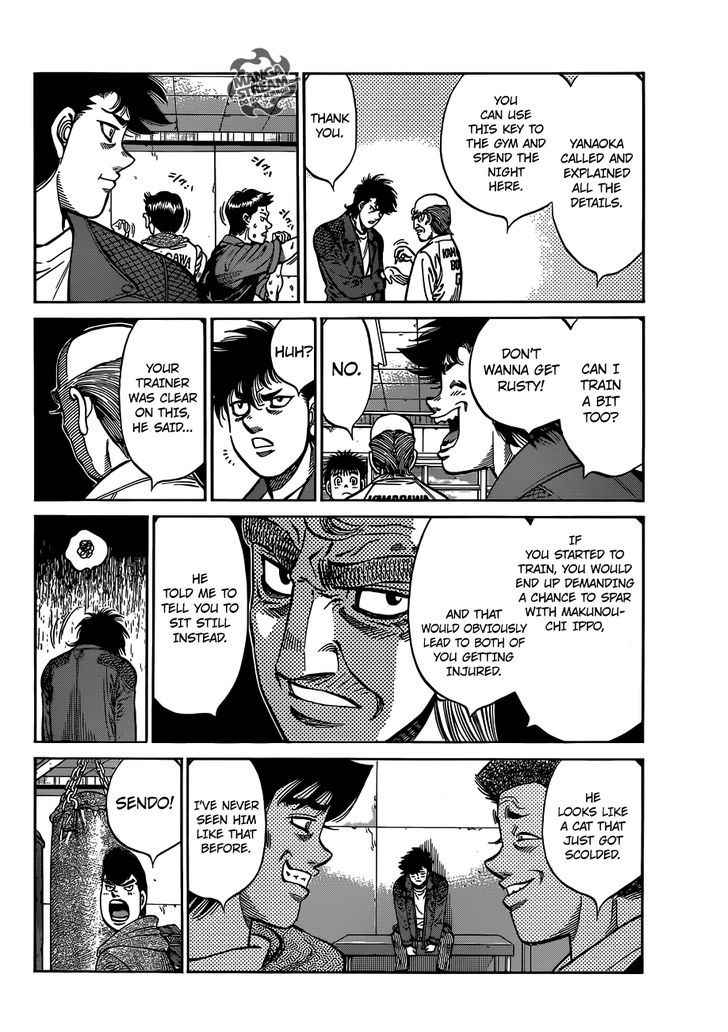 MANGA
STREAM.COM
YANAOKA
CALLED AND
EXPLAINED
ALL THE
DETAILS.
YOU
CAN USE
THIS KEY TO
THE GYM AND
SPEND THE
NIGHT
HERE.
THANK
YOU.
CAN I
TRAIN
A BIT
TOO?
DON'T
WANNA GET
RUSTY!
NO.
HUH?
YOUR
TRAINER
WAS CLEAR
ON THIS,
HE SAID...
IF
YOU STARTED TO
TRAIN, YOU WOULD
END UP DEMANDING
A CHANCE TO SPAR
WITH MAKUNOU-
CHI IPPO,
AND THAT
WOULD OBVIOUSLY
LEAD TO BOTH OF
YOU GETTING
INJURED.
HE
TOLD ME TO
TELL YOU TO
SIT STILL
INSTEAD.
HE
LOOKS LIKE
A CAT THAT
JUST GOT
SCOLDED.
I'VE NEVER
SEEN HIM
LIKE THAT
BEFORE.
SENDO!